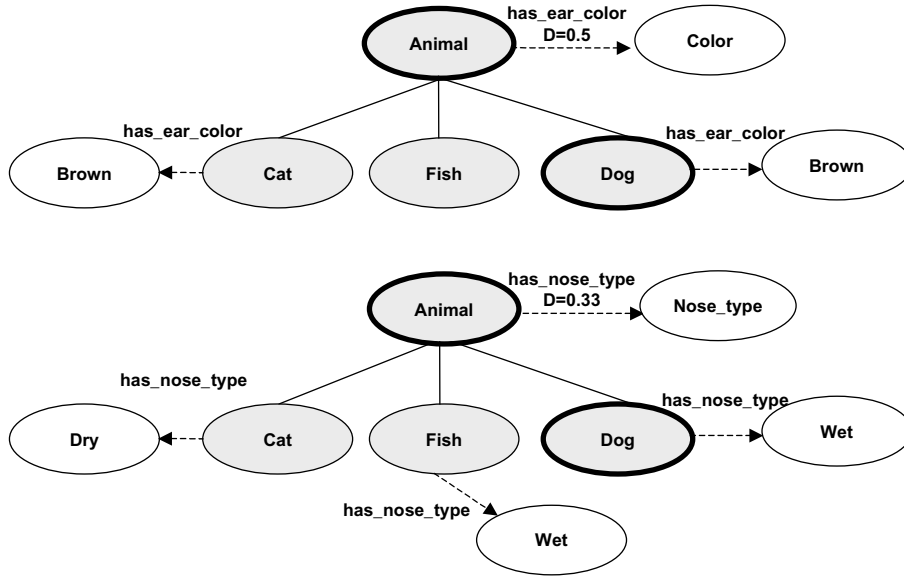 has_ear_color
D=0.5
Animal
Color
has_ear_color
has_ear_color
Brown
Cat
Fish
Dog
Brown
has_nose_type
D=0.33
Animal
Nose_type
has_nose_type
has_nose_type
Dry
Cat
Fish
Dog
Wet
has_nose_type
Wet